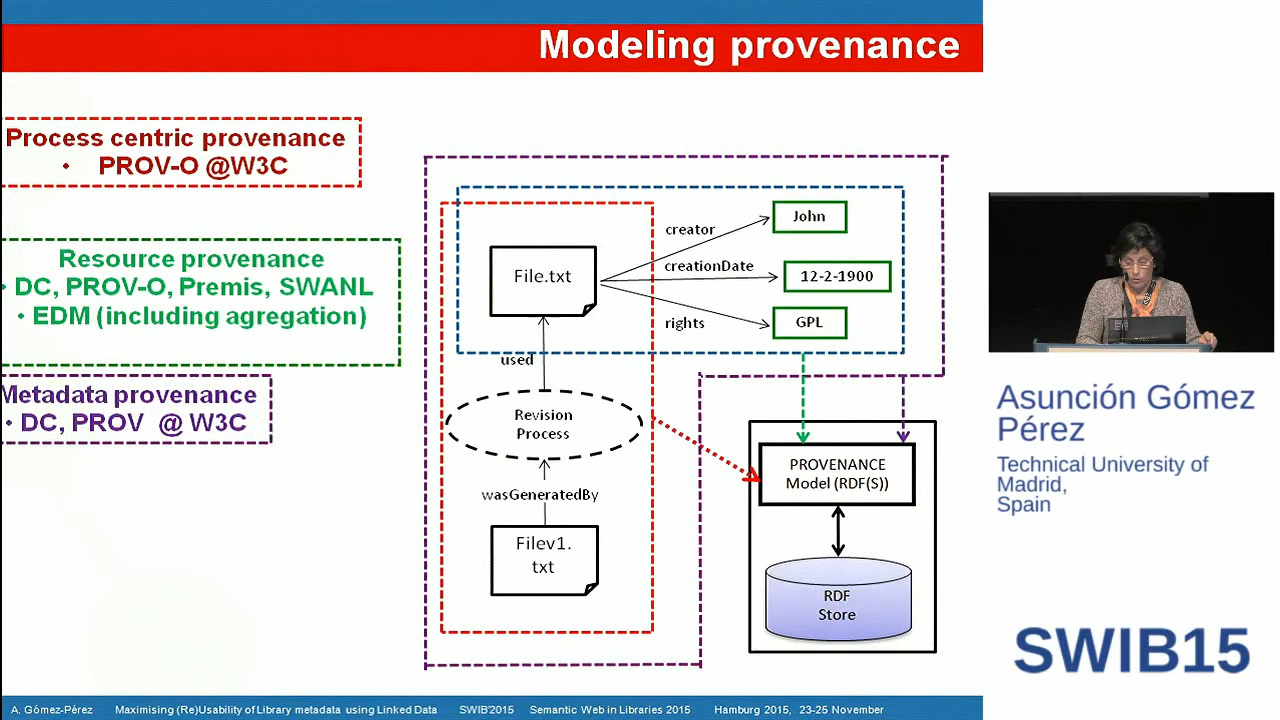 Modeling provenance
Process centric provenance
• PROV-O @W3C
Resource provenance
• DC, PROV-O, Premis, SWANL
• EDM (including agregation)
Metadata provenance
• DC, PROV @ W3C
File.txt
creator
John
creationDate
12-2-1900
rights
GPL
used
Revision
Process
wasGeneratedBy
Filev1.
txt
PROVENANCE
Model (RDF(S))
RDF
Store
Asunción Gómez
Pérez
Technical University of
Madrid,
Spain
SWIB15
A. Gómez-Pérez Maximising (Re)Usability of Library metadata using Linked Data SWIB'2015 Semantic Web in Libraries 2015 Hamburg 2015, 23-25 November